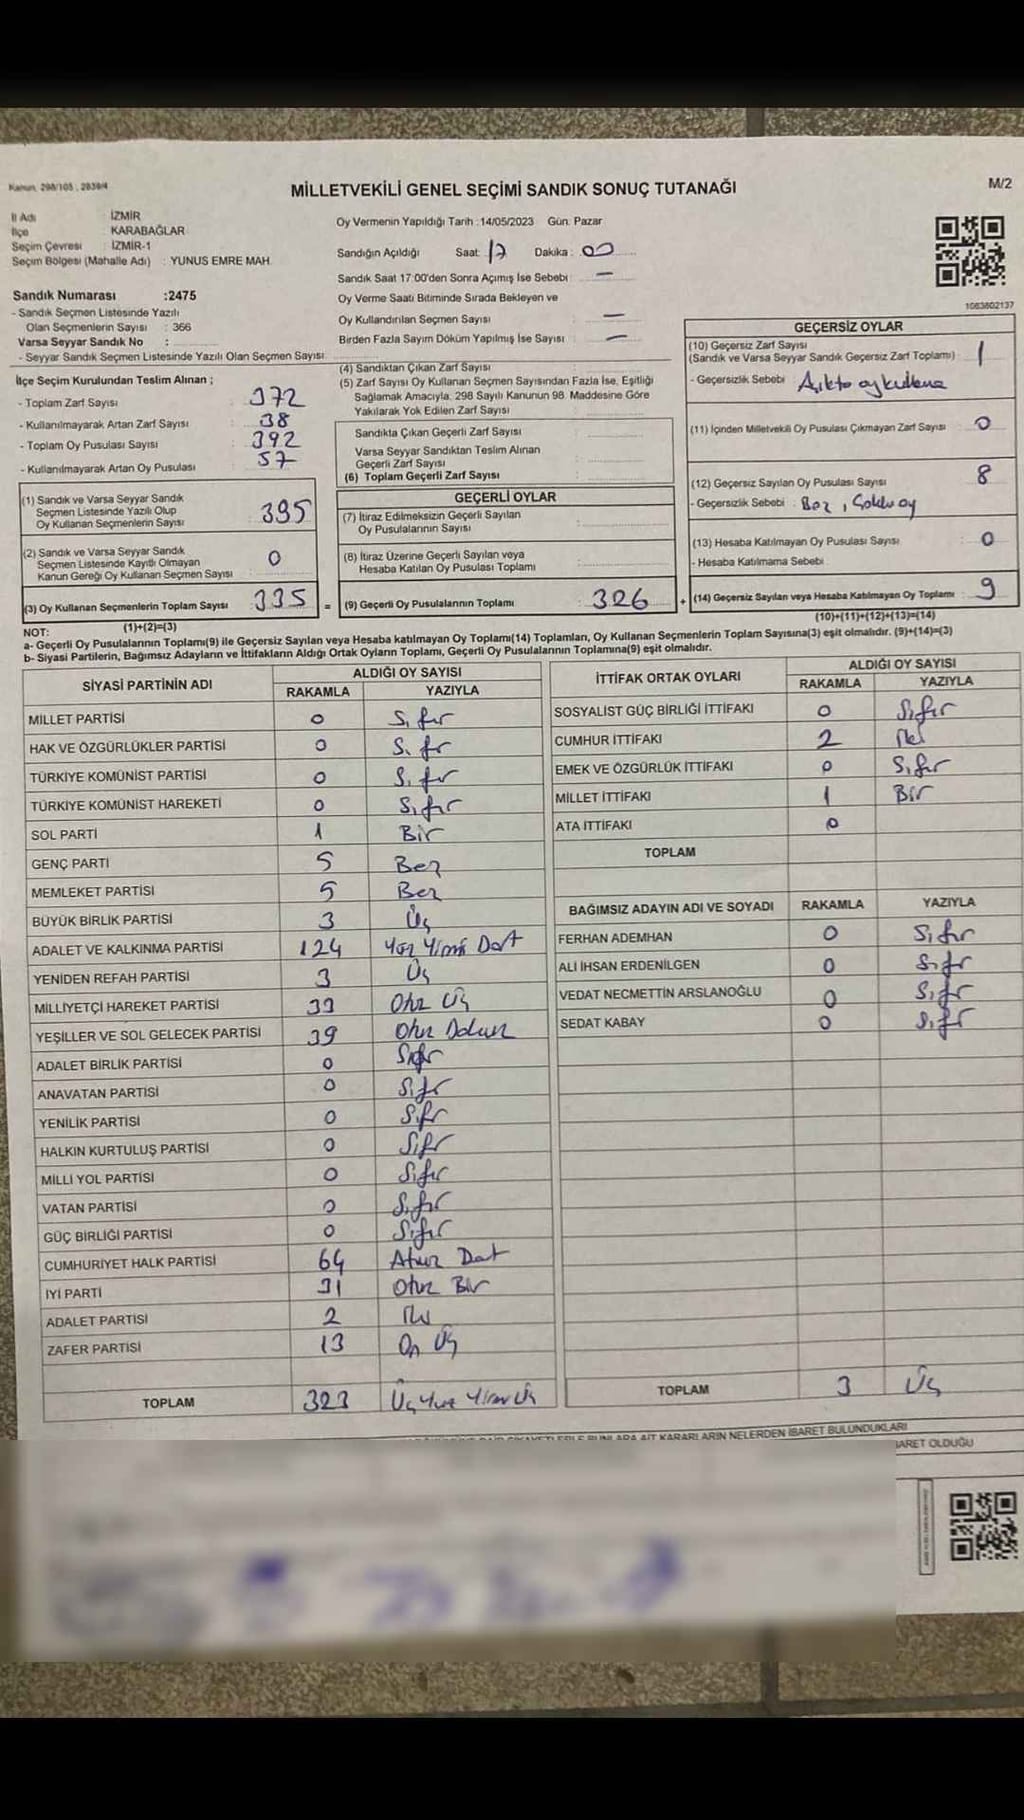 Kanun, 298/105, 2839/4
MİLLETVEKİLİ GENEL SEÇİMİ SANDIK SONUÇ TUTANAĞI
M/2
İl Adı : İZMİR
İlçe : KARABAĞLAR
Seçim Çevresi : İZMİR-1
Seçim Bölgesi (Mahalle Adı) : YUNUS EMRE MAH.
Sandık Numarası :2475
- Sandık Seçmen Listesinde Yazılı
Olan Seçmenlerin Sayısı : 366
Varsa Seyyar Sandık No :
- Seyyar Sandık Seçmen Listesinde Yazılı Olan Seçmen Sayısı
Oy Vermenin Yapıldığı Tarih :14/05/2023 Gün: Pazar
Sandığın Açıldığı Saat: 17 Dakika: 00
Sandık Saat 17:00'den Sonra Açımış İse Sebebi : —
Oy Verme Saati Bitiminde Sırada Bekleyen ve
Oy Kullandırılan Seçmen Sayısı : —
Birden Fazla Sayım Döküm Yapılmış İse Sayısı : —
1063802137
İlçe Seçim Kurulundan Teslim Alınan ;
- Toplam Zarf Sayısı : 372
- Kullanılmayarak Artan Zarf Sayısı : 38
- Toplam Oy Pusulası Sayısı : 392
- Kullanılmayarak Artan Oy Pusulası : 57
(1) Sandık ve Varsa Seyyar Sandık
Seçmen Listesinde Yazılı Olup
Oy Kullanan Seçmenlerin Sayısı : 335
(2) Sandık ve Varsa Seyyar Sandık
Seçmen Listesinde Kayıtlı Olmayan
Kanun Gereği Oy Kullanan Seçmen Sayısı : 0
(3) Oy Kullanan Seçmenlerin Toplam Sayısı : 335 =
(1)+(2)=(3)
(4) Sandıktan Çıkan Zarf Sayısı :
(5) Zarf Sayısı Oy Kullanan Seçmen Sayısından Fazla İse, Eşitliği
Sağlamak Amacıyla, 298 Sayılı Kanunun 98. Maddesine Göre
Yakılarak Yok Edilen Zarf Sayısı :
Sandıkta Çıkan Geçerli Zarf Sayısı :
Varsa Seyyar Sandıktan Teslim Alınan
Geçerli Zarf Sayısı :
(6) Toplam Geçerli Zarf Sayısı :
GEÇERLİ OYLAR
(7) İtiraz Edilmeksizin Geçerli Sayılan
Oy Pusulalarının Sayısı :
(8) İtiraz Üzerine Geçerli Sayılan veya
Hesaba Katılan Oy Pusulası Toplamı :
(9) Geçerli Oy Pusulalarının Toplamı : 326 +
GEÇERSİZ OYLAR
(10) Geçersiz Zarf Sayısı
(Sandık ve Varsa Seyyar Sandık Geçersiz Zarf Toplamı) : 1
- Geçersizlik Sebebi : Açıkta oy kullanma
(11) İçinden Milletvekili Oy Pusulası Çıkmayan Zarf Sayısı : 0
(12) Geçersiz Sayılan Oy Pusulası Sayısı : 8
- Geçersizlik Sebebi : Boş, Çoklu oy
(13) Hesaba Katılmayan Oy Pusulası Sayısı : 0
- Hesaba Katılmama Sebebi
(14) Geçersiz Sayılan veya Hesaba Katılmayan Oy Toplamı : 9
(10)+(11)+(12)+(13)=(14)
NOT:
a- Geçerli Oy Pusulalarının Toplamı(9) ile Geçersiz Sayılan veya Hesaba katılmayan Oy Toplamı(14) Toplamları, Oy Kullanan Seçmenlerin Toplam Sayısına(3) eşit olmalıdır. (9)+(14)=(3)
b- Siyasi Partilerin, Bağımsız Adayların ve İttifakların Aldığı Ortak Oyların Toplamı, Geçerli Oy Pusulalarının Toplamına(9) eşit olmalıdır.
SİYASİ PARTİNİN ADI ALDIĞI OY SAYISI
RAKAMLA YAZIYLA
MİLLET PARTİSİ 0 Sıfır
HAK VE ÖZGÜRLÜKLER PARTİSİ 0 Sıfır
TÜRKİYE KOMÜNİST PARTİSİ 0 Sıfır
TÜRKİYE KOMÜNİST HAREKETİ 0 Sıfır
SOL PARTİ 1 Bir
GENÇ PARTİ 5 Beş
MEMLEKET PARTİSİ 5 Beş
BÜYÜK BİRLİK PARTİSİ 3 Üç
ADALET VE KALKINMA PARTİSİ 124 Yüz Yirmi Dört
YENİDEN REFAH PARTİSİ 3 Üç
MİLLİYETÇİ HAREKET PARTİSİ 33 Otuz Üç
YEŞİLLER VE SOL GELECEK PARTİSİ 39 Otuz Dokuz
ADALET BİRLİK PARTİSİ 0 Sıfır
ANAVATAN PARTİSİ 0 Sıfır
YENİLİK PARTİSİ 0 Sıfır
HALKIN KURTULUŞ PARTİSİ 0 Sıfır
MİLLİ YOL PARTİSİ 0 Sıfır
VATAN PARTİSİ 0 Sıfır
GÜÇ BİRLİĞİ PARTİSİ 0 Sıfır
CUMHURİYET HALK PARTİSİ 64 Atmış Dört
İYİ PARTİ 31 Otuz Bir
ADALET PARTİSİ 2 İki
ZAFER PARTİSİ 13 On Üç
TOPLAM 323 Üç Yüz Yirmi Üç
İTTİFAK ORTAK OYLARI ALDIĞI OY SAYISI
RAKAMLA YAZIYLA
SOSYALİST GÜÇ BİRLİĞİ İTTİFAKI 0 Sıfır
CUMHUR İTTİFAKI 2 İki
EMEK VE ÖZGÜRLÜK İTTİFAKI 0 Sıfır
MİLLET İTTİFAKI 1 Bir
ATA İTTİFAKI 0
TOPLAM
BAĞIMSIZ ADAYIN ADI VE SOYADI RAKAMLA YAZIYLA
FERHAN ADEMHAN 0 Sıfır
ALİ İHSAN ERDENİLGEN 0 Sıfır
VEDAT NECMETTİN ARSLANOĞLU 0 Sıfır
SEDAT KABAY 0 Sıfır
TOPLAM 3 Üç
KARARLARIN NELERDEN İBARET BULUNDUKLARI
İBARET OLDUĞU